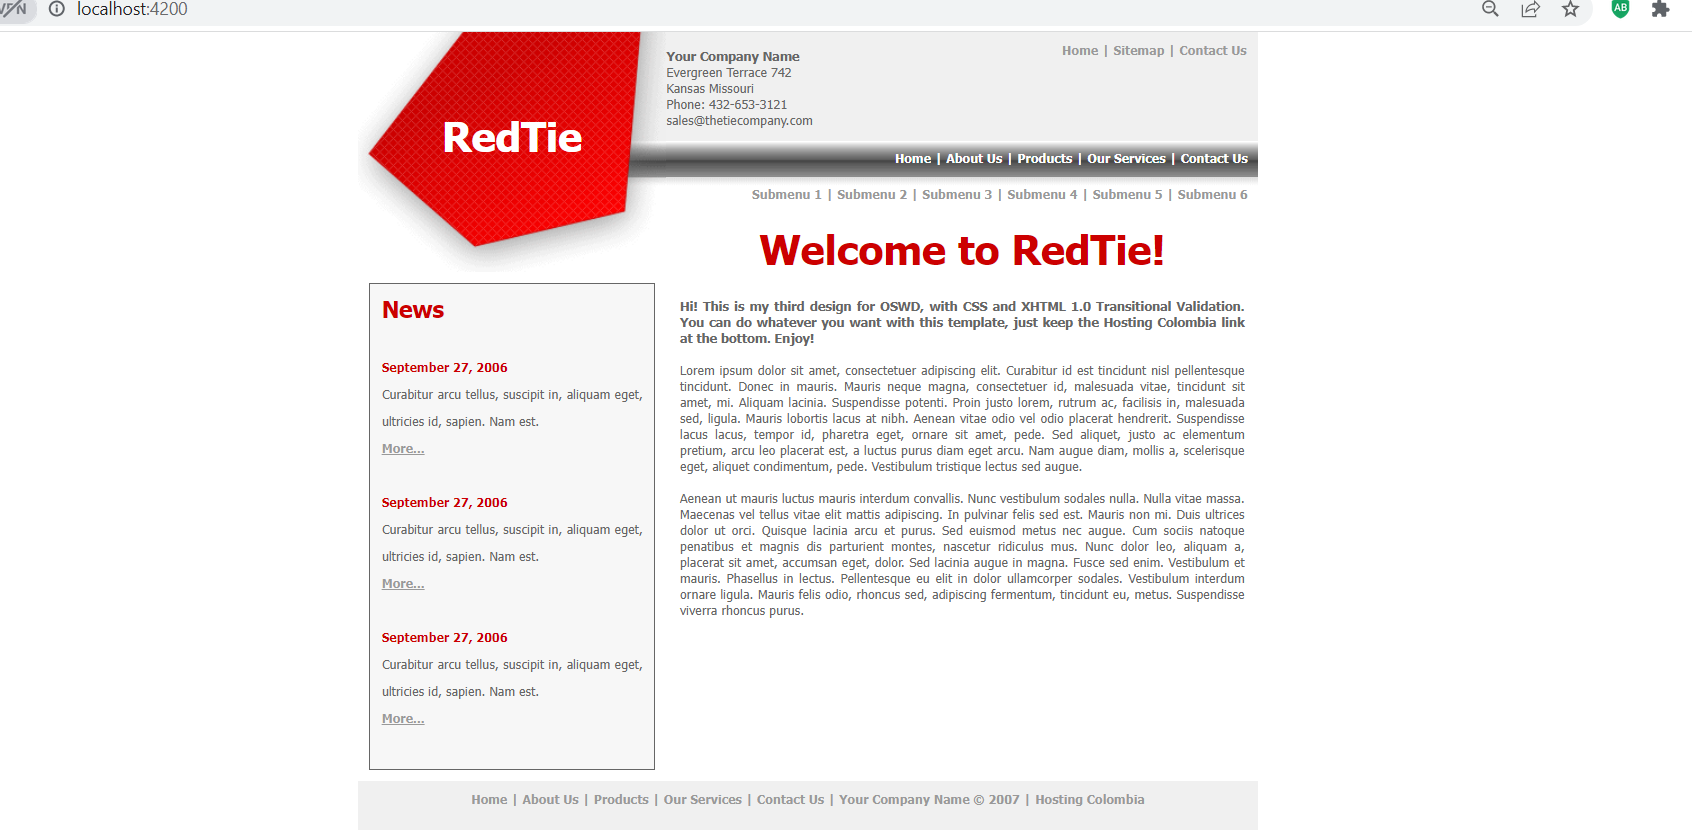 VPN
localhost:4200
AB
Home | Sitemap | Contact Us
Your Company Name
Evergreen Terrace 742
Kansas Missouri
Phone: 432-653-3121
sales@thetiecompany.com
RedTie
Home | About Us | Products | Our Services | Contact Us
Submenu 1 | Submenu 2 | Submenu 3 | Submenu 4 | Submenu 5 | Submenu 6
Welcome to RedTie!
News
September 27, 2006
Curabitur arcu tellus, suscipit in, aliquam eget,
ultricies id, sapien. Nam est.
More...
September 27, 2006
Curabitur arcu tellus, suscipit in, aliquam eget,
ultricies id, sapien. Nam est.
More...
September 27, 2006
Curabitur arcu tellus, suscipit in, aliquam eget,
ultricies id, sapien. Nam est.
More...
Hi! This is my third design for OSWD, with CSS and XHTML 1.0 Transitional Validation.
You can do whatever you want with this template, just keep the Hosting Colombia link
at the bottom. Enjoy!
Lorem ipsum dolor sit amet, consectetuer adipiscing elit. Curabitur id est tincidunt nisl pellentesque
tincidunt. Donec in mauris. Mauris neque magna, consectetuer id, malesuada vitae, tincidunt sit
amet, mi. Aliquam lacinia. Suspendisse potenti. Proin justo lorem, rutrum ac, facilisis in, malesuada
sed, ligula. Mauris lobortis lacus at nibh. Aenean vitae odio vel odio placerat hendrerit. Suspendisse
lacus lacus, tempor id, pharetra eget, ornare sit amet, pede. Sed aliquet, justo ac elementum
pretium, arcu leo placerat est, a luctus purus diam eget arcu. Nam augue diam, mollis a, scelerisque
eget, aliquet condimentum, pede. Vestibulum tristique lectus sed augue.
Aenean ut mauris luctus mauris interdum convallis. Nunc vestibulum sodales nulla. Nulla vitae massa.
Maecenas vel tellus vitae elit mattis adipiscing. In pulvinar felis sed est. Mauris non mi. Duis ultrices
dolor ut orci. Quisque lacinia arcu et purus. Sed euismod metus nec augue. Cum sociis natoque
penatibus et magnis dis parturient montes, nascetur ridiculus mus. Nunc dolor leo, aliquam a,
placerat sit amet, accumsan eget, dolor. Sed lacinia augue in magna. Fusce sed enim. Vestibulum et
mauris. Phasellus in lectus. Pellentesque eu elit in dolor ullamcorper sodales. Vestibulum interdum
ornare ligula. Mauris felis odio, rhoncus sed, adipiscing fermentum, tincidunt eu, metus. Suspendisse
viverra rhoncus purus.
Home | About Us | Products | Our Services | Contact Us | Your Company Name © 2007 | Hosting Colombia